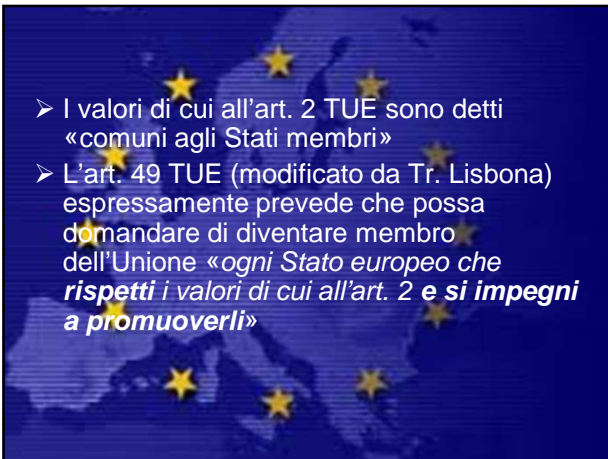 ➢ I valori di cui all'art. 2 TUE sono detti
«comuni agli Stati membri»
➢ L'art. 49 TUE (modificato da Tr. Lisbona)
espressamente prevede che possa
domandare di diventare membro
dell'Unione «ogni Stato europeo che
rispetti i valori di cui all'art. 2 e si impegni
a promuoverli»